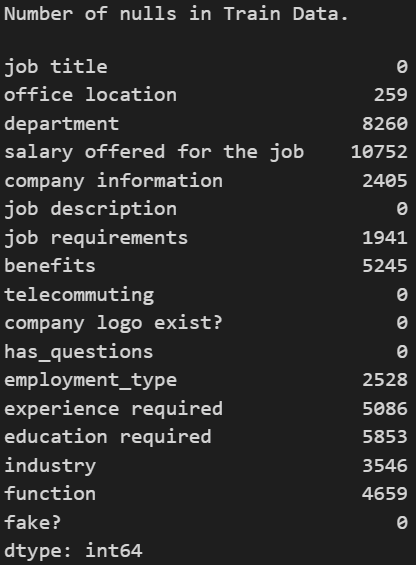 Number of nulls in Train Data.
job title 0
office location 259
department 8260
salary offered for the job 10752
company information 2405
job description 0
job requirements 1941
benefits 5245
telecommuting 0
company logo exist? 0
has_questions 0
employment_type 2528
experience required 5086
education required 5853
industry 3546
function 4659
fake? 0
dtype: int64